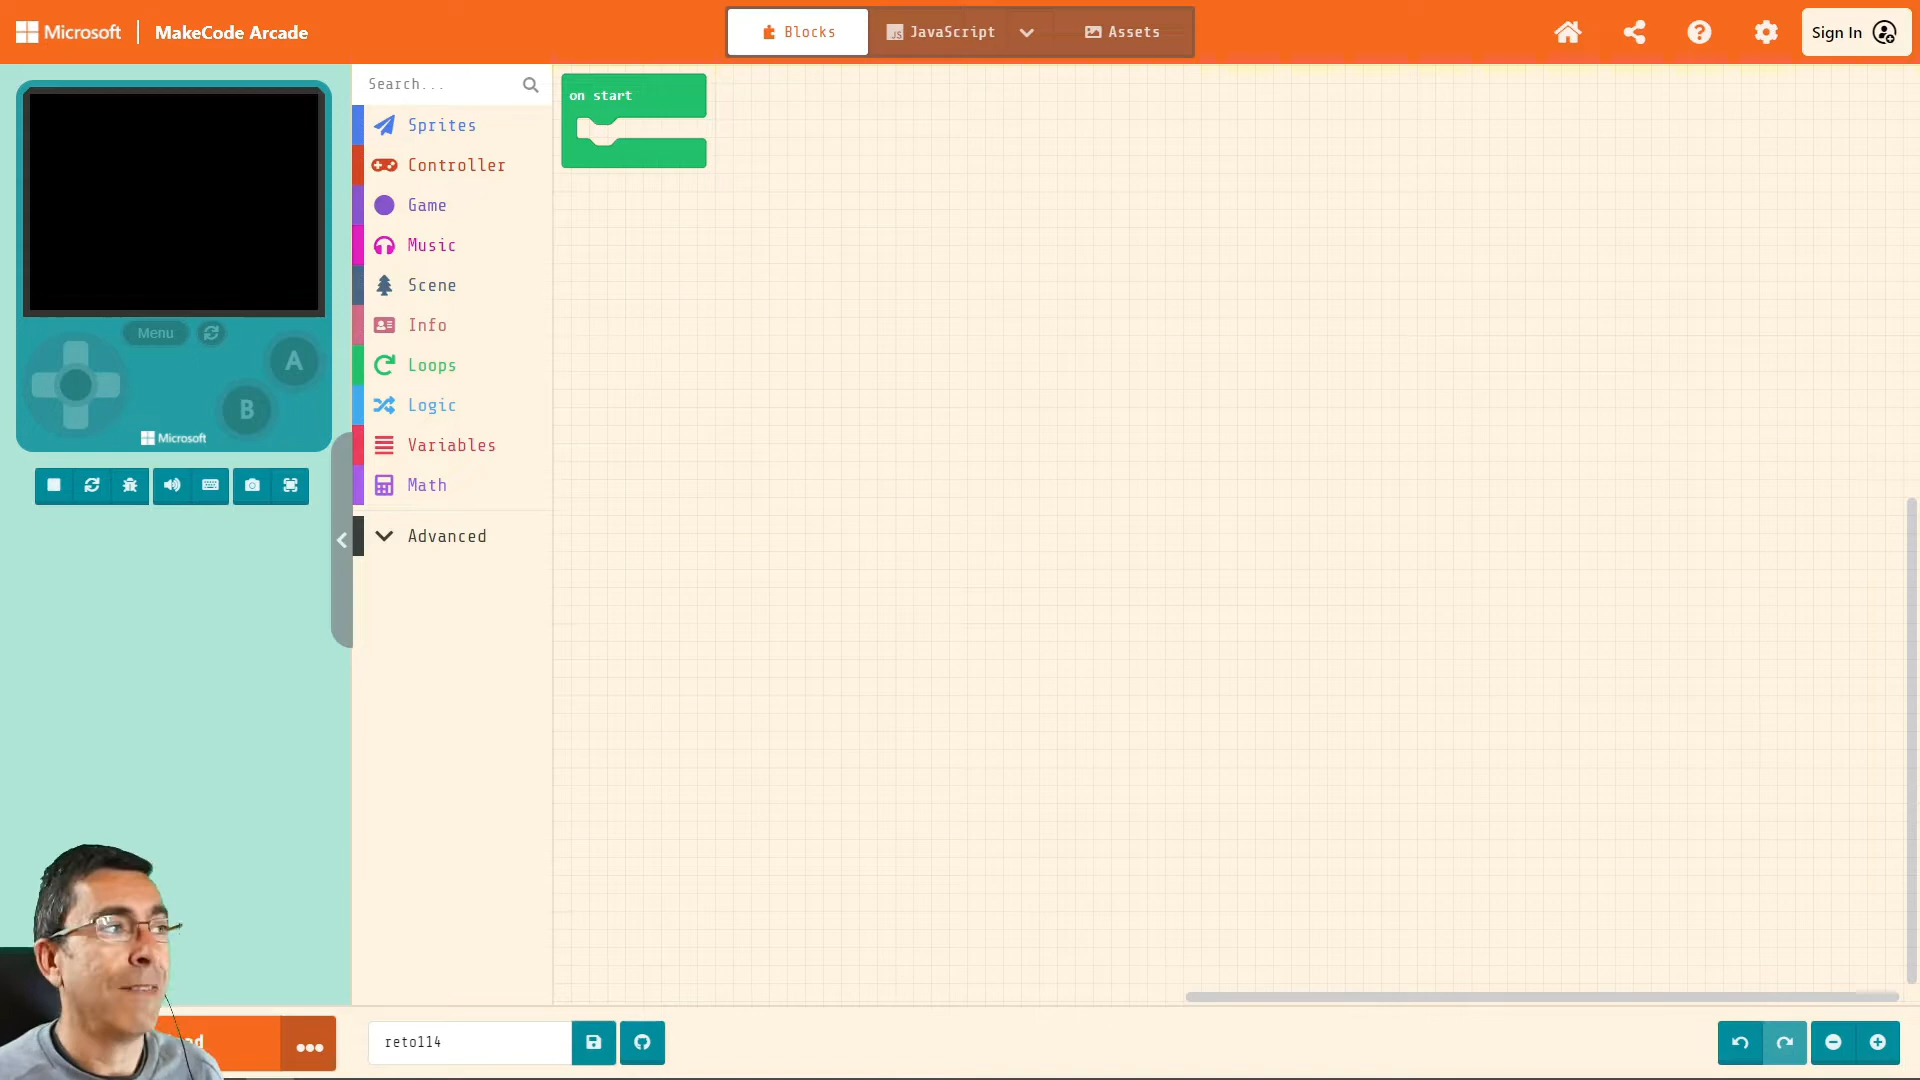 Microsoft
MakeCode Arcade
Blocks
JavaScript
Assets
Sign In
Search...
on start
Sprites
Controller
Game
Music
Scene
Info
Loops
Logic
Variables
Math
Advanced
Menu
A
B
Microsoft
reto114